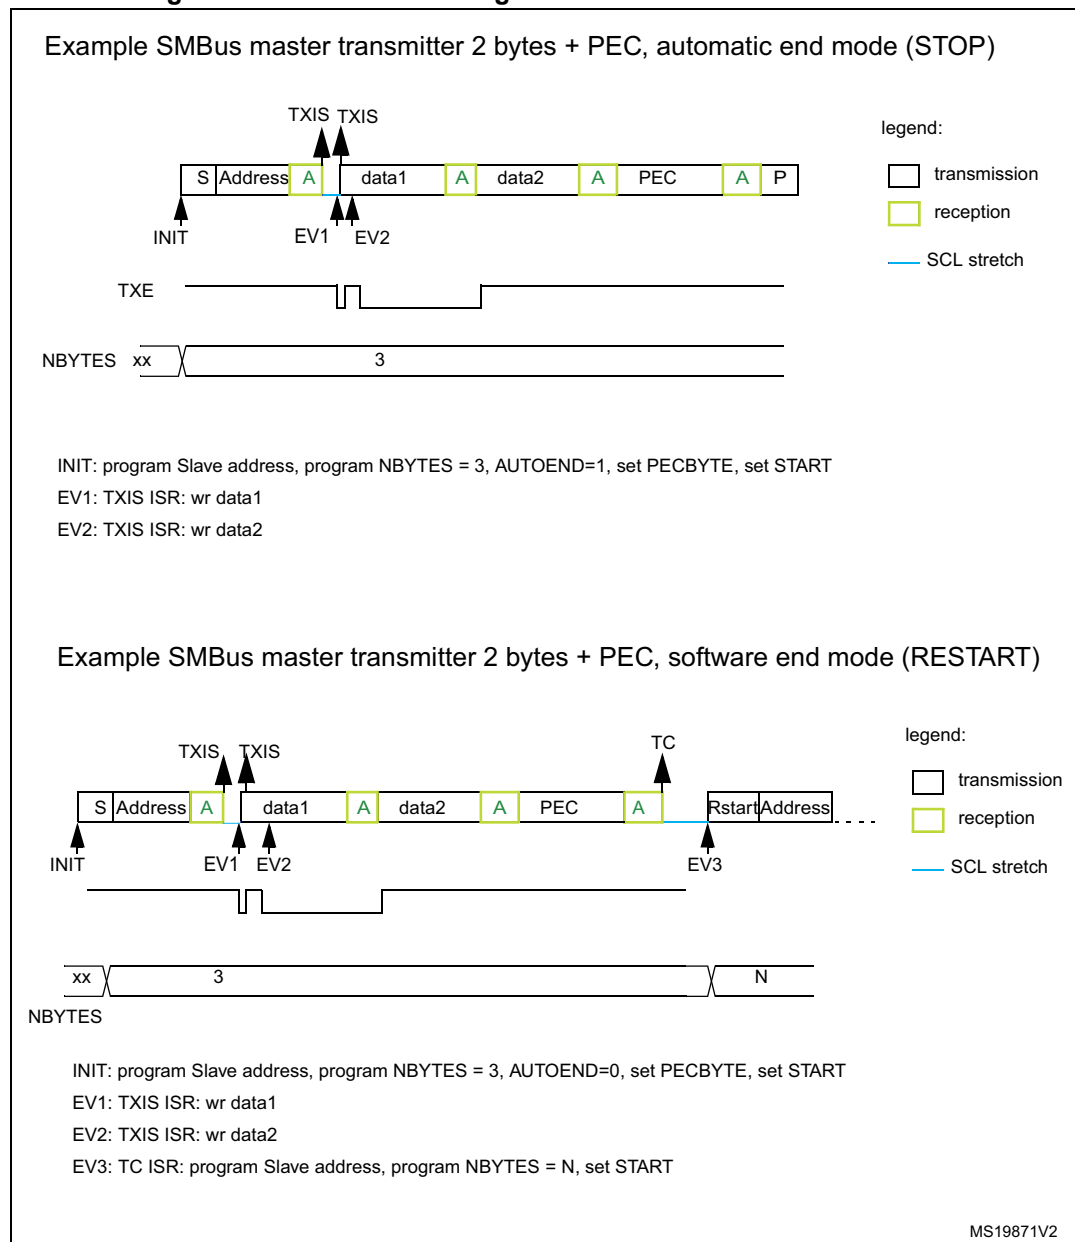 Example SMBus master transmitter 2 bytes + PEC, automatic end mode (STOP)
TXIS TXIS
legend:
S Address A data1 A data2 A PEC A P
transmission
reception
INIT EV1 EV2
SCL stretch
TXE
NBYTES xx 3
INIT: program Slave address, program NBYTES = 3, AUTOEND=1, set PECBYTE, set START
EV1: TXIS ISR: wr data1
EV2: TXIS ISR: wr data2
Example SMBus master transmitter 2 bytes + PEC, software end mode (RESTART)
TXIS TXIS TC
legend:
S Address A data1 A data2 A PEC A Rstart Address
transmission
reception
INIT EV1 EV2 EV3
SCL stretch
xx 3 N
NBYTES
INIT: program Slave address, program NBYTES = 3, AUTOEND=0, set PECBYTE, set START
EV1: TXIS ISR: wr data1
EV2: TXIS ISR: wr data2
EV3: TC ISR: program Slave address, program NBYTES = N, set START
MS19871V2